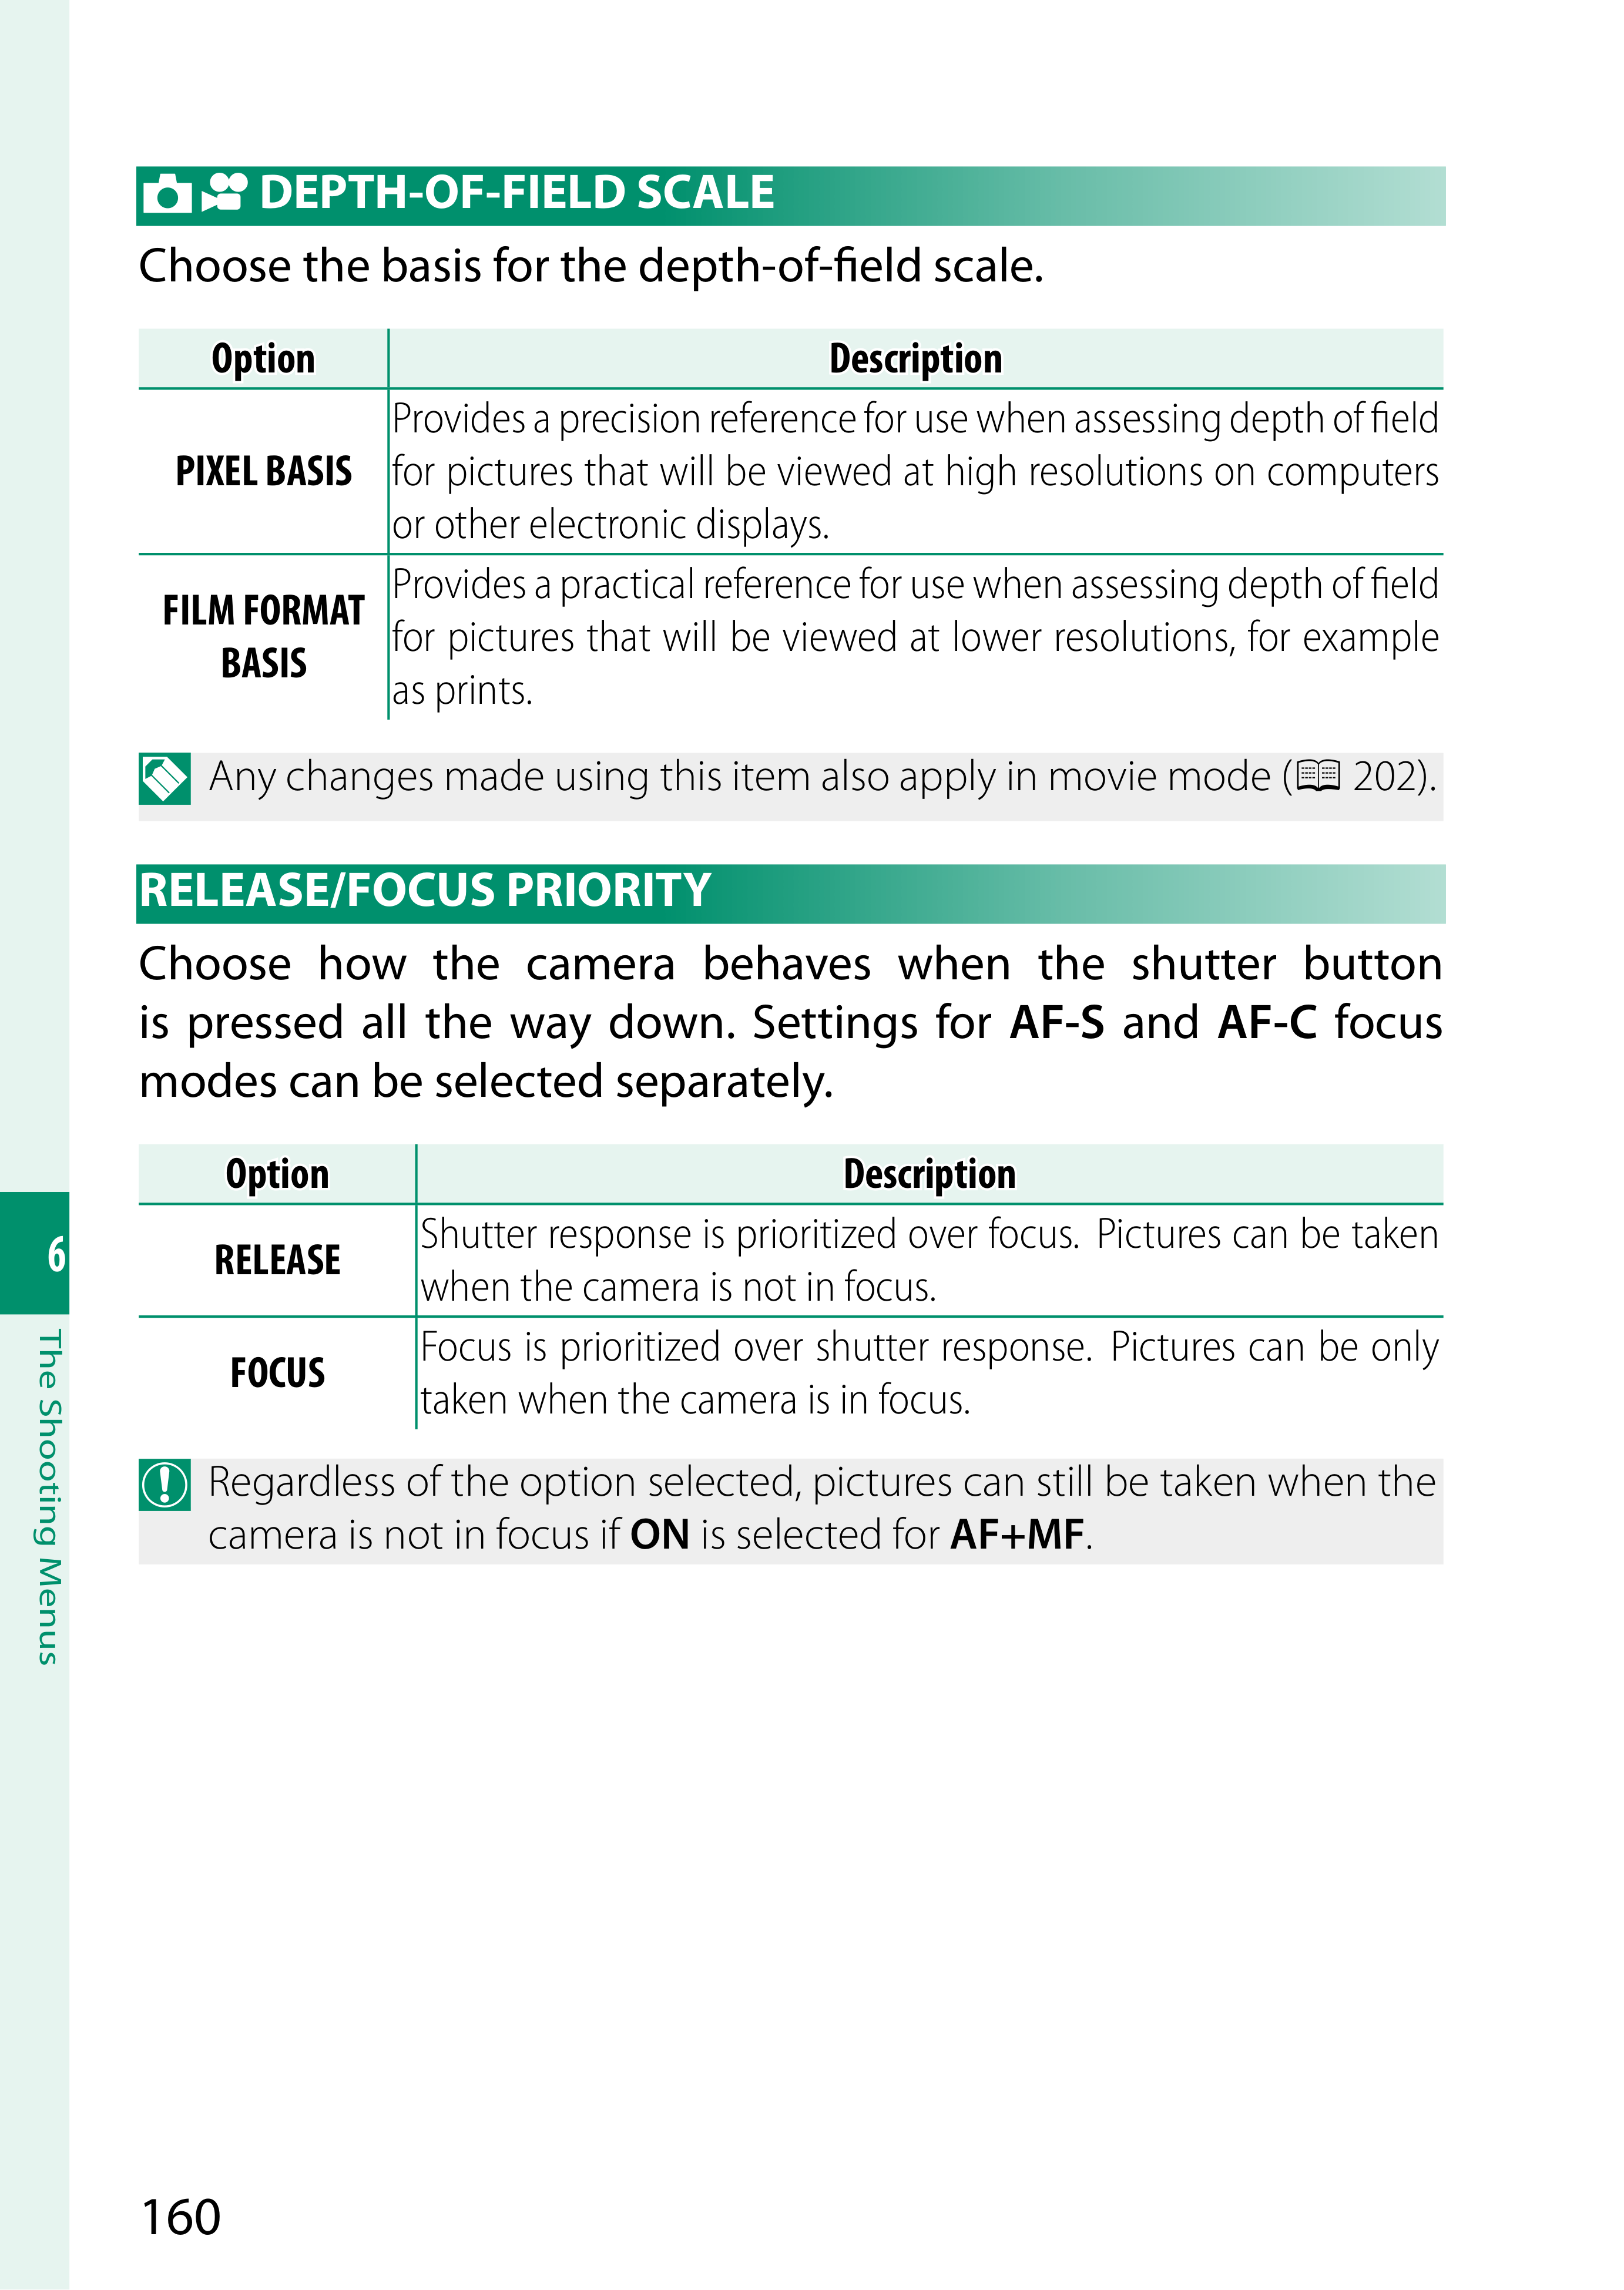 DEPTH-OF-FIELD SCALE
Choose the basis for the depth-of-field scale.
Option Description
PIXEL BASIS
Provides a precision reference for use when assessing depth of field
for pictures that will be viewed at high resolutions on computers
or other electronic displays.
FILM FORMAT
BASIS
Provides a practical reference for use when assessing depth of field
for pictures that will be viewed at lower resolutions, for example
as prints.
Any changes made using this item also apply in movie mode (📖 202).
RELEASE/FOCUS PRIORITY
Choose how the camera behaves when the shutter button
is pressed all the way down. Settings for AF-S and AF-C focus
modes can be selected separately.
Option Description
RELEASE
Shutter response is prioritized over focus. Pictures can be taken
when the camera is not in focus.
FOCUS
Focus is prioritized over shutter response. Pictures can be only
taken when the camera is in focus.
Regardless of the option selected, pictures can still be taken when the
camera is not in focus if ON is selected for AF+MF.
6
The Shooting Menus
160